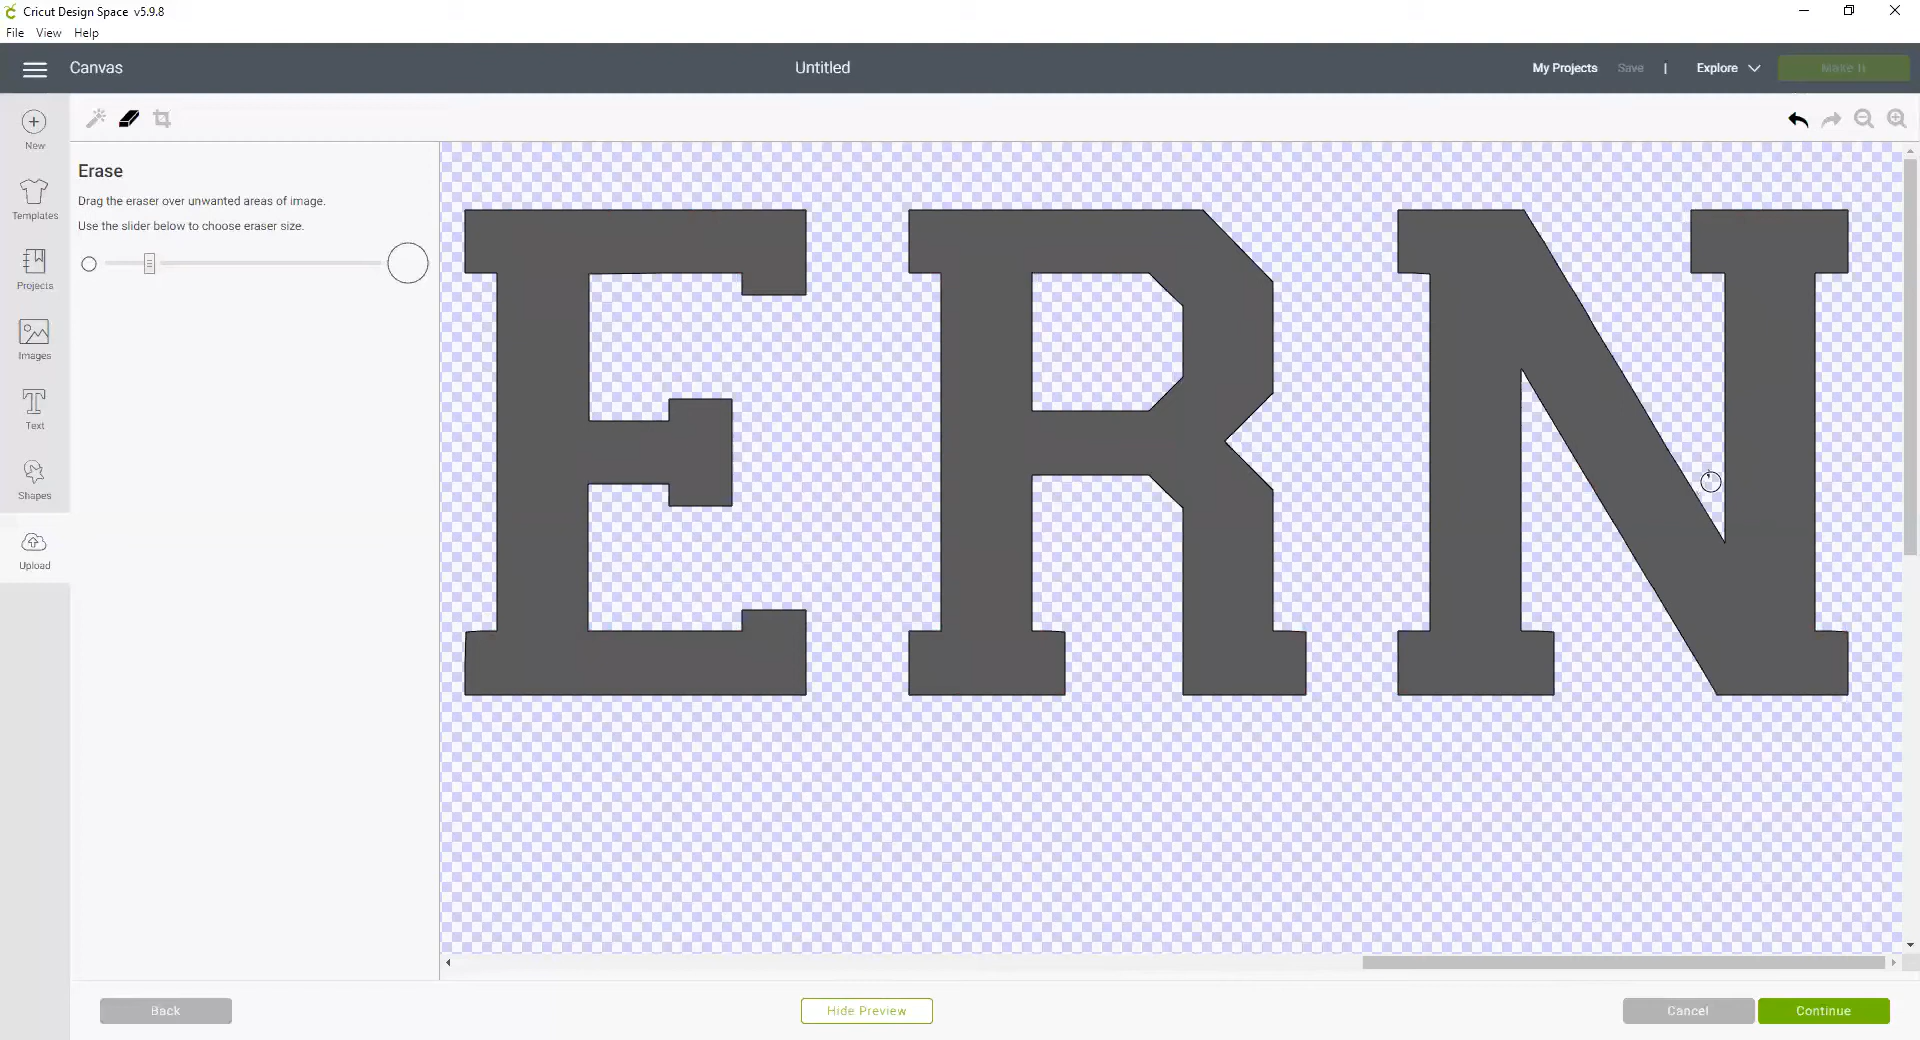 Cricut Design Space v5.9.8
File View Help
Canvas
Untitled
My Projects Save | Explore
Make It
New
Templates
Projects
Images
Text
Shapes
Upload
Erase
Drag the eraser over unwanted areas of image.
Use the slider below to choose eraser size.
ERN
Back
Hide Preview
Cancel
Continue